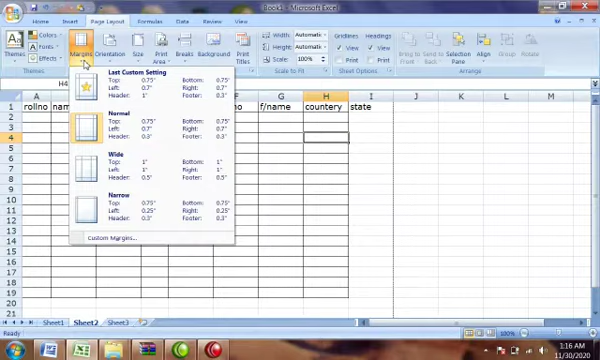 Book1 - Microsoft Excel
Home Insert Page Layout Formulas Data Review View
Themes Colors Fonts Effects Margins Orientation Size Print Area Breaks Background Print Titles Width: Automatic Height: Automatic Scale: 100% Gridlines Headings View View Print Print Bring to Front Send to Back Selection Pane Align
Themes Scale to Fit Sheet Options Arrange
H4
Last Custom Setting
Top: 0.75" Bottom: 0.75"
Left: 0.7" Right: 0.7"
Header: 1"
Normal
Top: 0.75" Bottom: 0.75"
Left: 0.7" Right: 0.7"
Header: 0.3" Footer: 0.3"
Wide
Top: 1" Bottom: 1"
Left: 1" Right: 1"
Header: 0.5" Footer: 0.5"
Narrow
Top: 0.75" Bottom: 0.75"
Left: 0.25" Right: 0.25"
Header: 0.3" Footer: 0.3"
Custom Margins...
A F G H I J K L M
1 rollno f/name countery state
2
3
4
5
6
7
8
9
10
11
12
13
14
15
16
17
18
19
20
21
Sheet1 Sheet2 Sheet3
Ready 100%
1:16 AM
11/30/2020